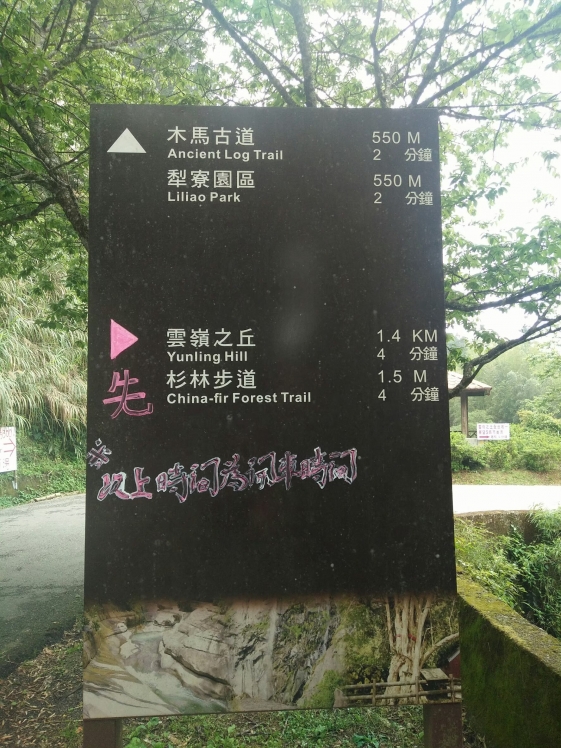 木馬古道 550 M
Ancient Log Trail 2 分鐘
犁寮園區 550 M
Liliao Park 2 分鐘
雲嶺之丘 1.4 KM
Yunling Hill 4 分鐘
杉林步道 1.5 M
China-fir Forest Trail 4 分鐘
先
※以上時間為開車時間